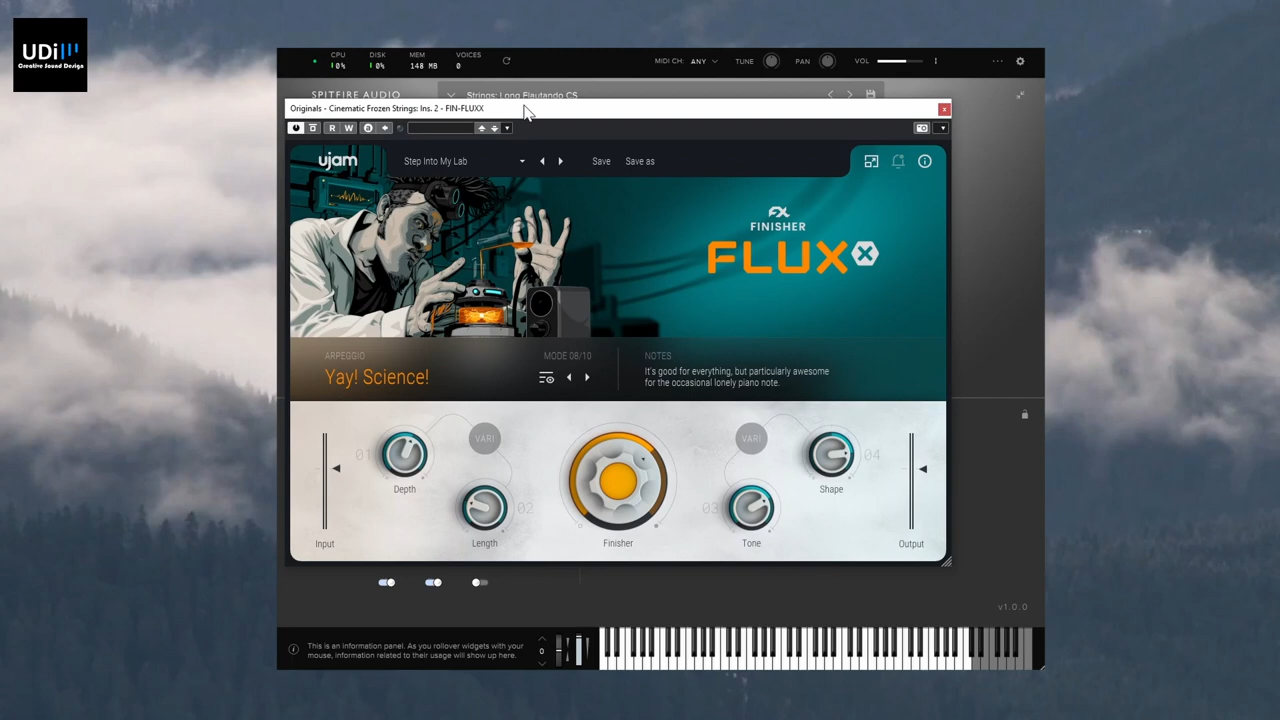 UDi
Creative Sound Design
CPU
0%
DISK
0%
MEM
148 MB
VOICES
0
MIDI CH: ANY
TUNE
PAN
VOL
SPITFIRE AUDIO
Strings: Long Flautando CS
Originals - Cinematic Frozen Strings: Ins. 2 - FIN-FLUXX
R W
ujam
Step Into My Lab
Save
Save as
FX
FINISHER
FLUXX
ARPEGGIO
Yay! Science!
MODE 08/10
NOTES
It's good for everything, but particularly awesome
for the occasional lonely piano note.
01
Depth
VARI
Length
02
Input
Finisher
VARI
03
Tone
Shape
04
Output
v1.0.0
This is an information panel. As you rollover widgets with your
mouse, information related to their usage will show up here.
0